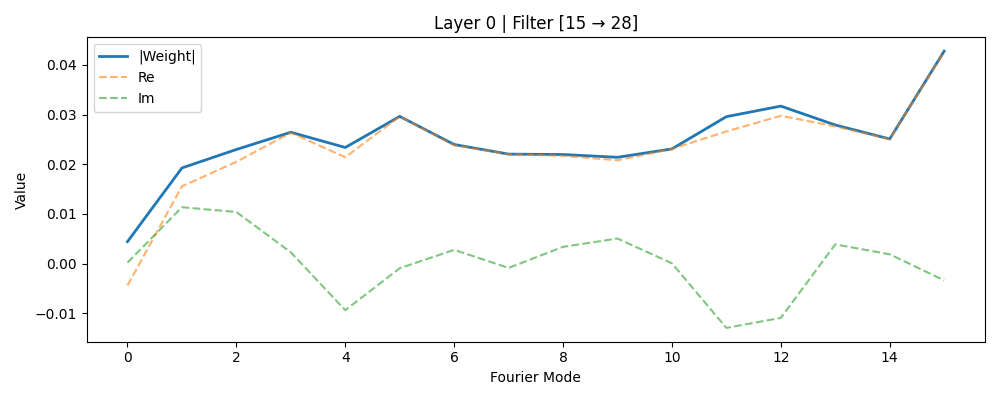 Layer 0 | Filter [15 → 28]
|Weight|
Re
Im
Value
0.04
0.03
0.02
0.01
0.00
−0.01
0 2 4 6 8 10 12 14
Fourier Mode